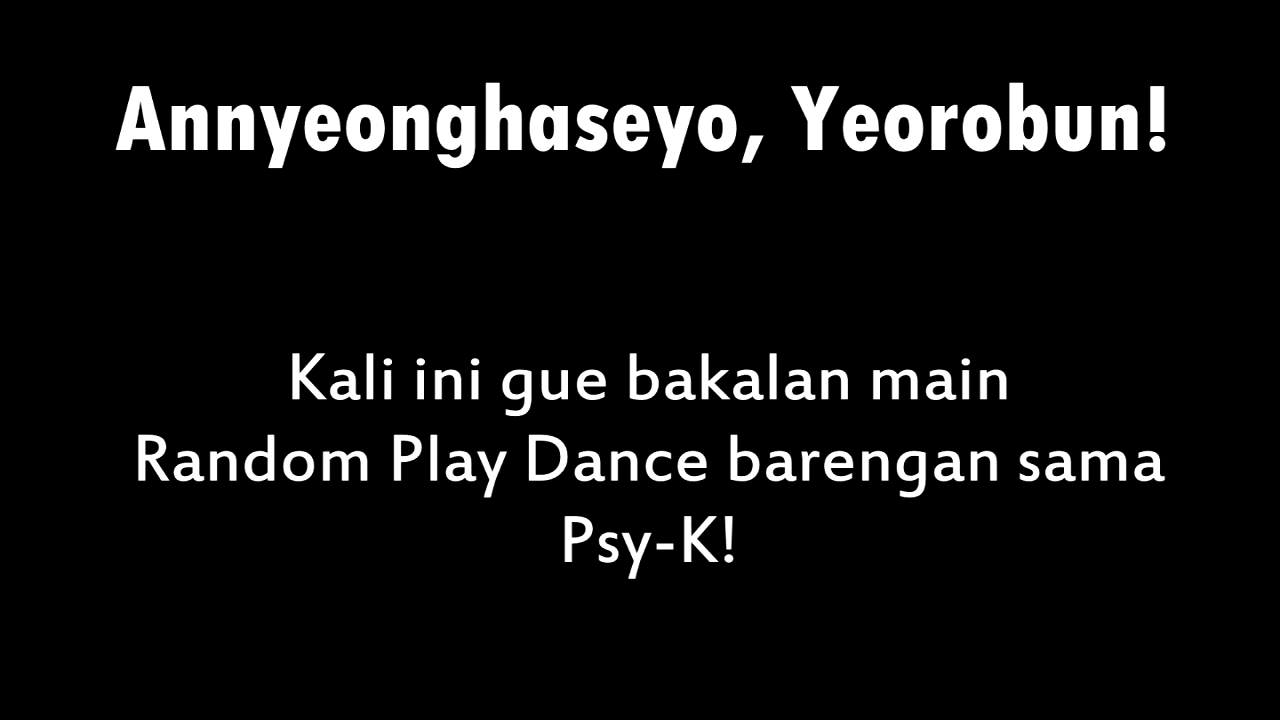 Annyeonghaseyo, Yeorobun!
Kali ini gue bakalan main
Random Play Dance barengan sama
Psy-K!